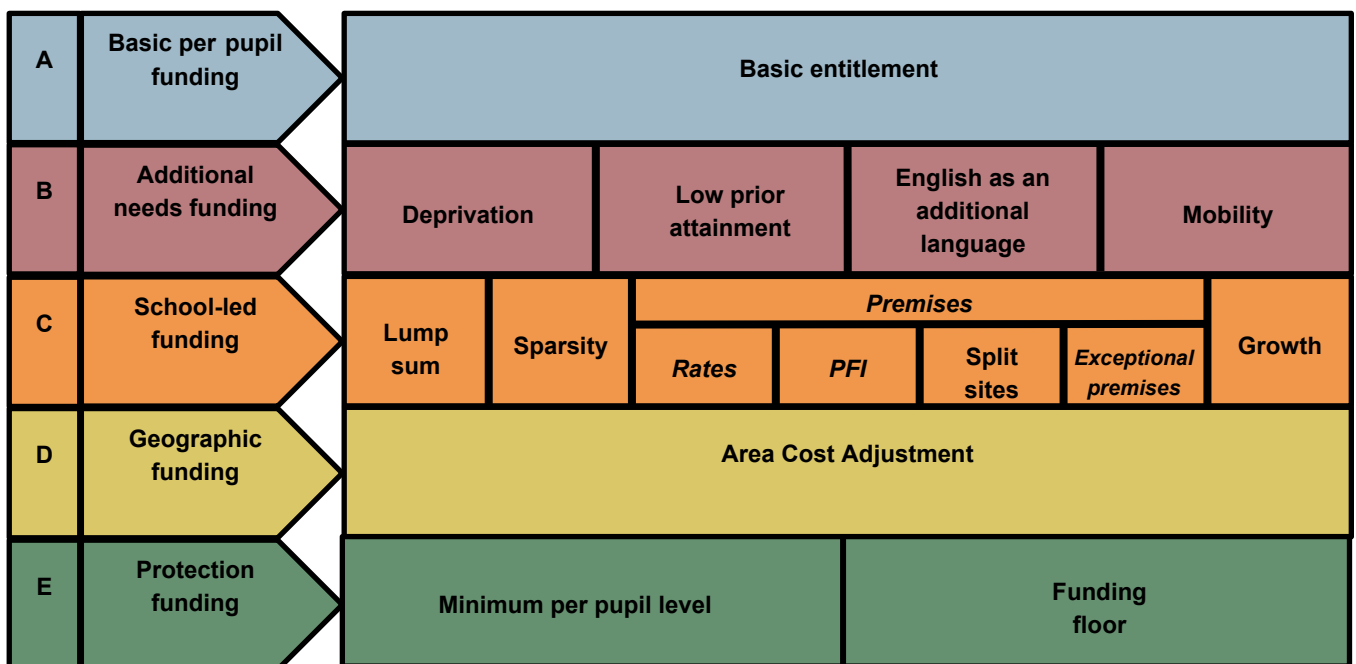 A
Basic per pupil
funding
Basic entitlement
B
Additional
needs funding
Deprivation
Low prior
attainment
English as an
additional
language
Mobility
C
School-led
funding
Lump
sum
Sparsity
Premises
Rates
PFI
Split
sites
Exceptional
premises
Growth
D
Geographic
funding
Area Cost Adjustment
E
Protection
funding
Minimum per pupil level
Funding
floor